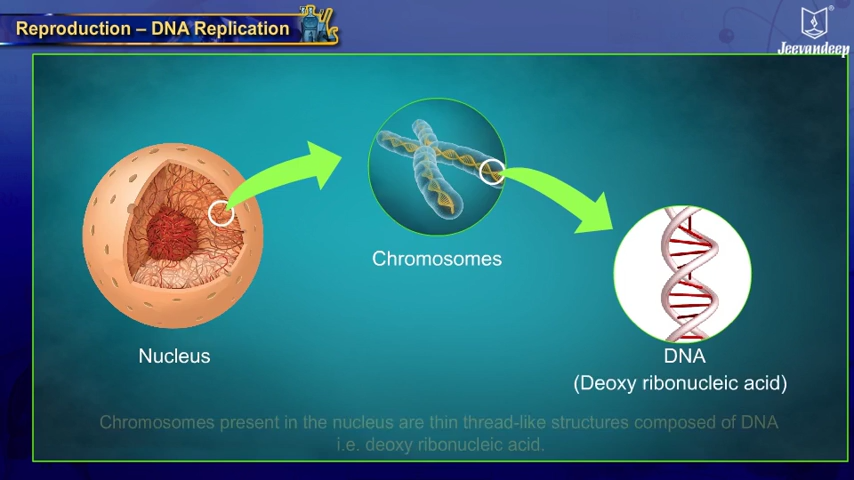 Reproduction – DNA Replication
Jeevandeep
Chromosomes
Nucleus
DNA
(Deoxy ribonucleic acid)
Chromosomes present in the nucleus are thin thread-like structures composed of DNA
i.e. deoxy ribonucleic acid.